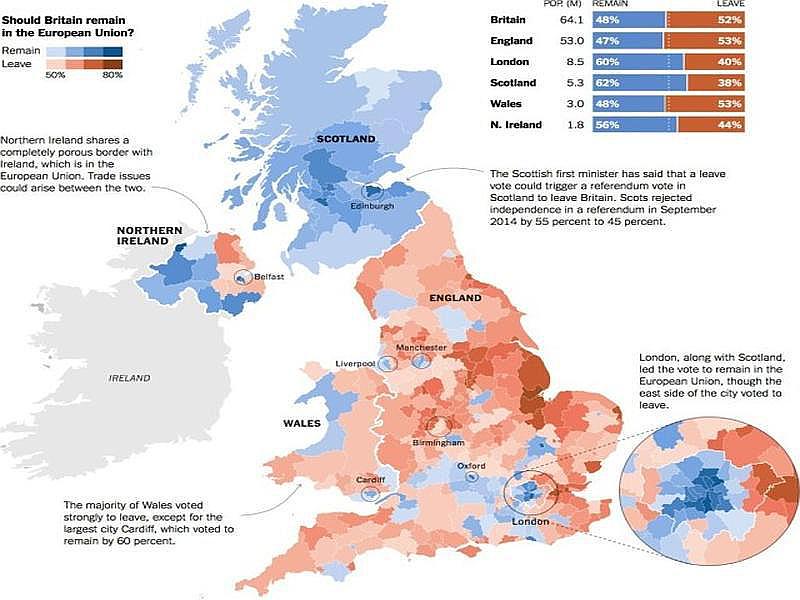 Should Britain remain
in the European Union?
Remain
Leave
50% 80%
POP. (M) REMAIN LEAVE
Britain 64.1 48% 52%
England 53.0 47% 53%
London 8.5 60% 40%
Scotland 5.3 62% 38%
Wales 3.0 48% 53%
N. Ireland 1.8 56% 44%
Northern Ireland shares a
completely porous border with
Ireland, which is in the
European Union. Trade issues
could arise between the two.
SCOTLAND
Edinburgh
The Scottish first minister has said that a leave
vote could trigger a referendum vote in
Scotland to leave Britain. Scots rejected
independence in a referendum in September
2014 by 55 percent to 45 percent.
NORTHERN
IRELAND
Belfast
ENGLAND
Manchester
Liverpool
IRELAND
London, along with Scotland,
led the vote to remain in the
European Union, though the
east side of the city voted to
leave.
WALES
Birmingham
Oxford
Cardiff
London
The majority of Wales voted
strongly to leave, except for the
largest city Cardiff, which voted to
remain by 60 percent.